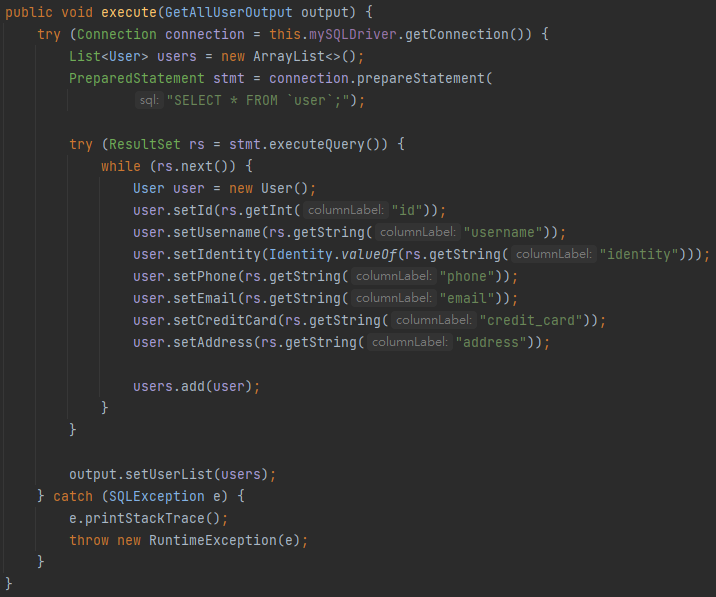 public void execute(GetAllUserOutput output) {
    try (Connection connection = this.mySQLDriver.getConnection()) {
        List<User> users = new ArrayList<>();
        PreparedStatement stmt = connection.prepareStatement(
                sql: "SELECT * FROM `user`;");

        try (ResultSet rs = stmt.executeQuery()) {
            while (rs.next()) {
                User user = new User();
                user.setId(rs.getInt( columnLabel: "id"));
                user.setUsername(rs.getString( columnLabel: "username"));
                user.setIdentity(Identity.valueOf(rs.getString( columnLabel: "identity")));
                user.setPhone(rs.getString( columnLabel: "phone"));
                user.setEmail(rs.getString( columnLabel: "email"));
                user.setCreditCard(rs.getString( columnLabel: "credit_card"));
                user.setAddress(rs.getString( columnLabel: "address"));

                users.add(user);
            }
        }

        output.setUserList(users);
    } catch (SQLException e) {
        e.printStackTrace();
        throw new RuntimeException(e);
    }
}